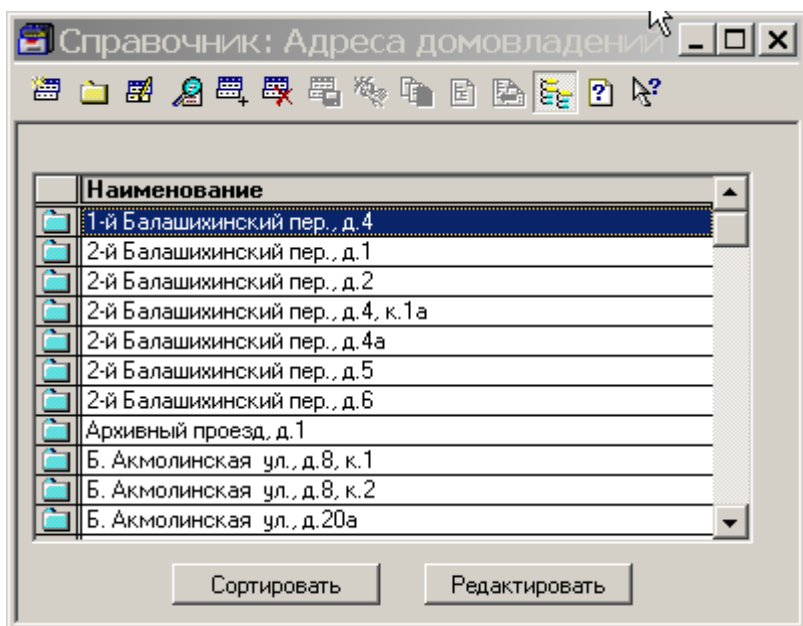 Справочник: Адреса домовладений
Наименование
1-й Балашихинский пер., д.4
2-й Балашихинский пер., д.1
2-й Балашихинский пер., д.2
2-й Балашихинский пер., д.4, к.1а
2-й Балашихинский пер., д.4а
2-й Балашихинский пер., д.5
2-й Балашихинский пер., д.6
Архивный проезд, д.1
Б. Акмолинская  ул., д.8, к.1
Б. Акмолинская  ул., д.8, к.2
Б. Акмолинская  ул., д.20а
Сортировать Редактировать